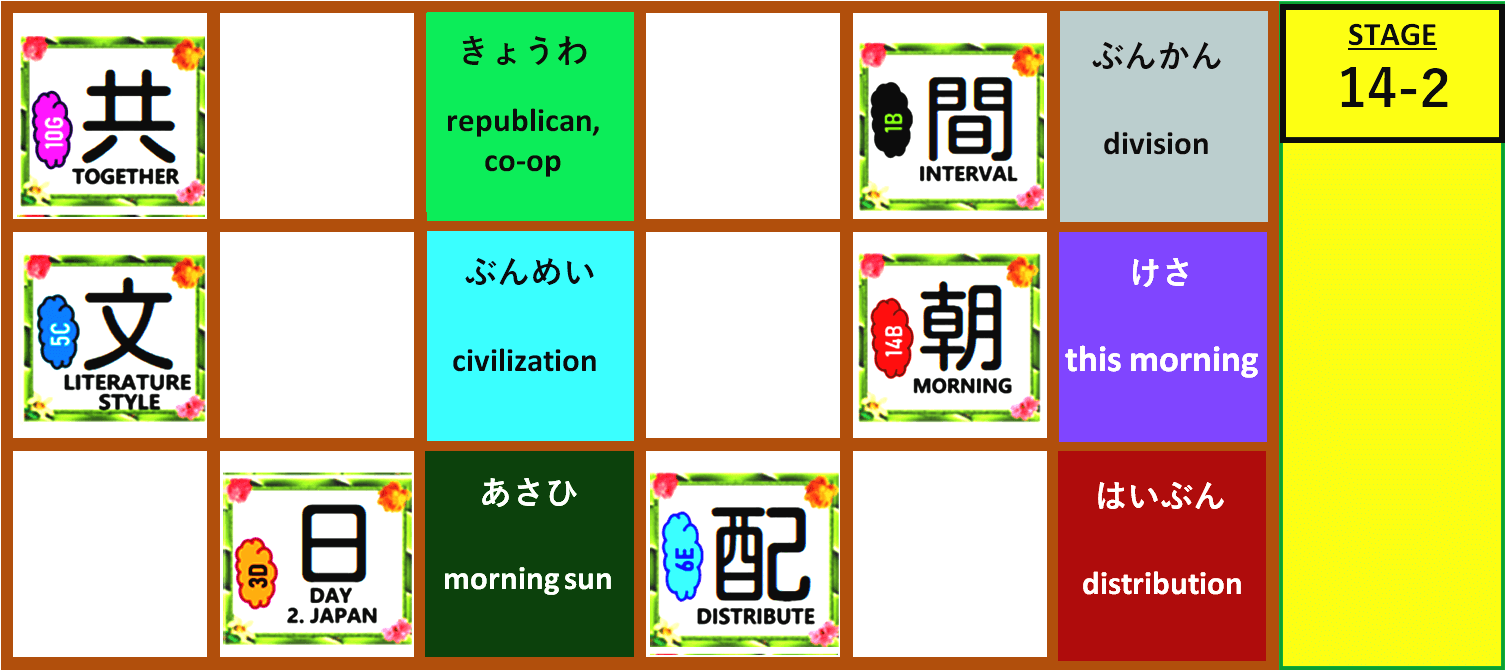 10G
共
TOGETHER
きょうわ
republican,
co-op
1B
間
INTERVAL
ぶんかん
division
STAGE
14-2
5C
文
LITERATURE
STYLE
ぶんめい
civilization
14B
朝
MORNING
けさ
this morning
3D
日
DAY
2. JAPAN
あさひ
morning sun
6E
配
DISTRIBUTE
はいぶん
distribution